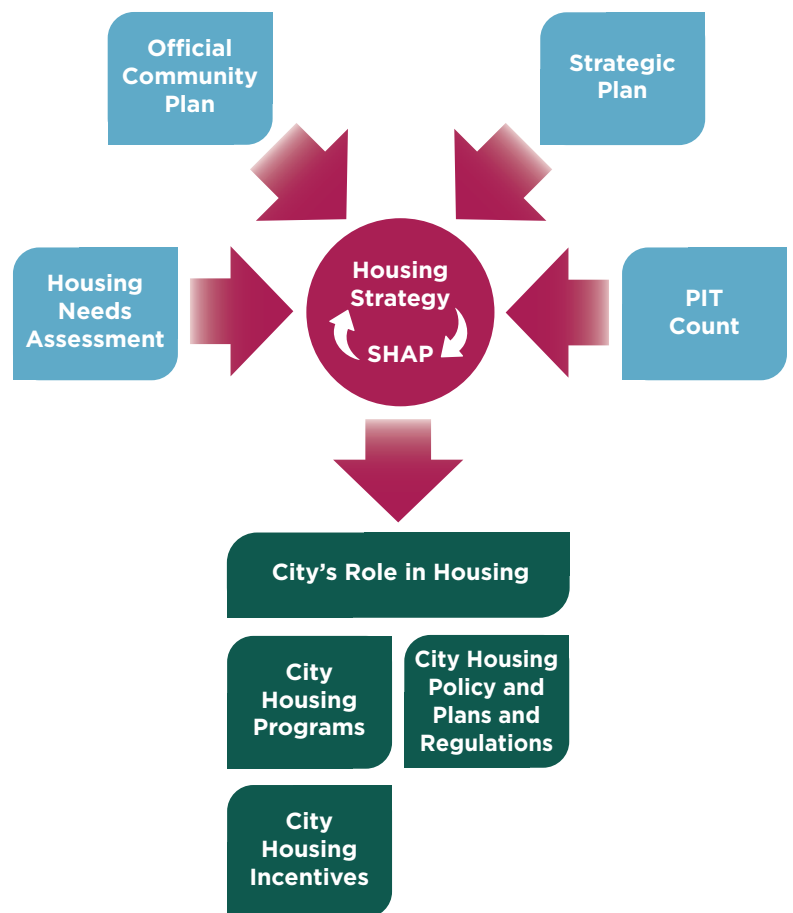 Official
Community
Plan
Strategic
Plan
Housing
Needs
Assessment
Housing
Strategy
SHAP
PIT
Count
City's Role in Housing
City
Housing
Programs
City Housing
Policy and
Plans and
Regulations
City
Housing
Incentives